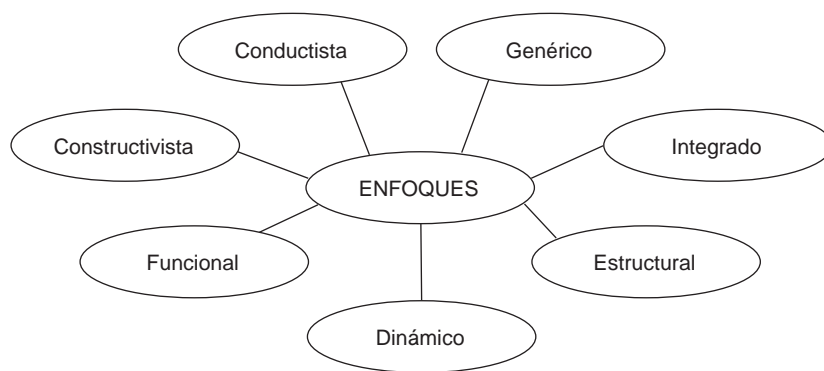 Conductista
Genérico
Constructivista
Integrado
ENFOQUES
Funcional
Estructural
Dinámico